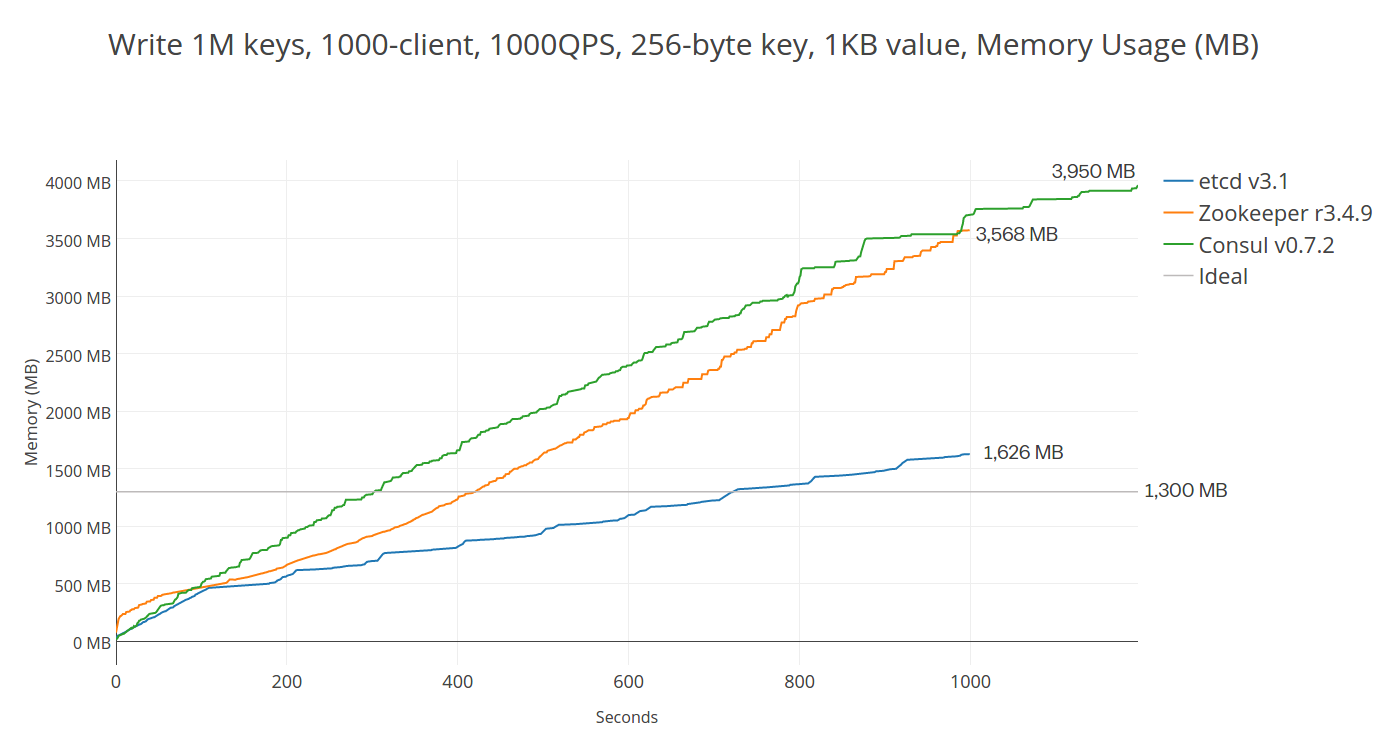 Write 1M keys, 1000-client, 1000QPS, 256-byte key, 1KB value, Memory Usage (MB)
3,950 MB
3,568 MB
1,626 MB
1,300 MB
etcd v3.1
Zookeeper r3.4.9
Consul v0.7.2
Ideal
Memory (MB)
4000 MB
3500 MB
3000 MB
2500 MB
2000 MB
1500 MB
1000 MB
500 MB
0 MB
0 200 400 600 800 1000
Seconds